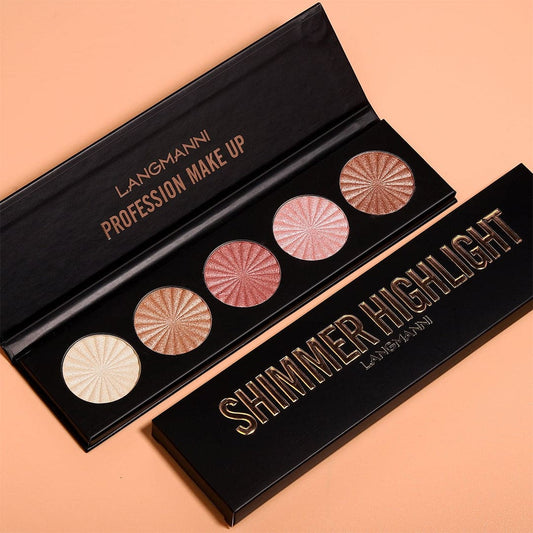 LANGMANNI
PROFESSION MAKE UP
SHIMMER HIGHLIGHT
LANGMANNI